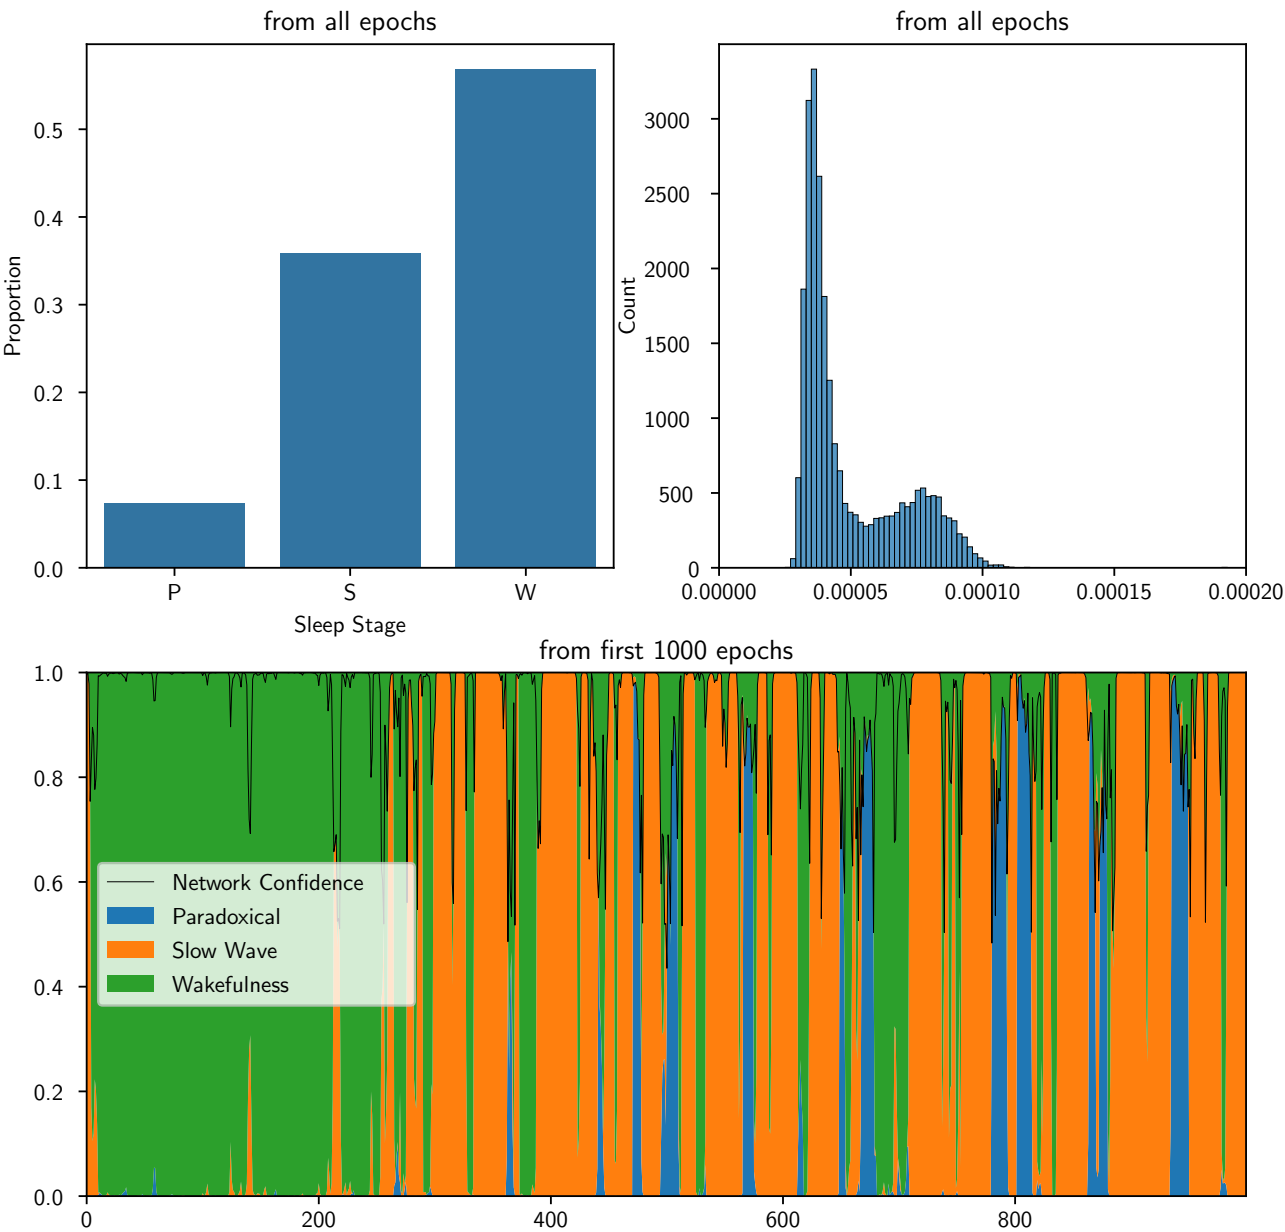 from all epochs
Proportion
0.5
0.4
0.3
0.2
0.1
0.0
P S W
Sleep Stage
from all epochs
Count
3000
2500
2000
1500
1000
500
0
0.00000 0.00005 0.00010 0.00015 0.00020
from first 1000 epochs
1.0
0.8
0.6
0.4
0.2
0.0
Network Confidence
Paradoxical
Slow Wave
Wakefulness
0 200 400 600 800